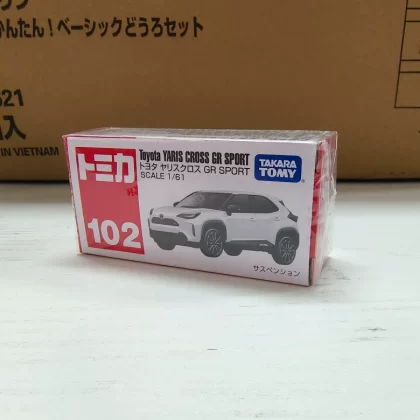 かんたん!ベーシックどうろセット
521
入
IN VIETNAM
トミカ
102
Toyota YARIS CROSS GR SPORT
トヨタ ヤリスクロス GR SPORT
SCALE 1/61
TAKARA
TOMY
サスペンション